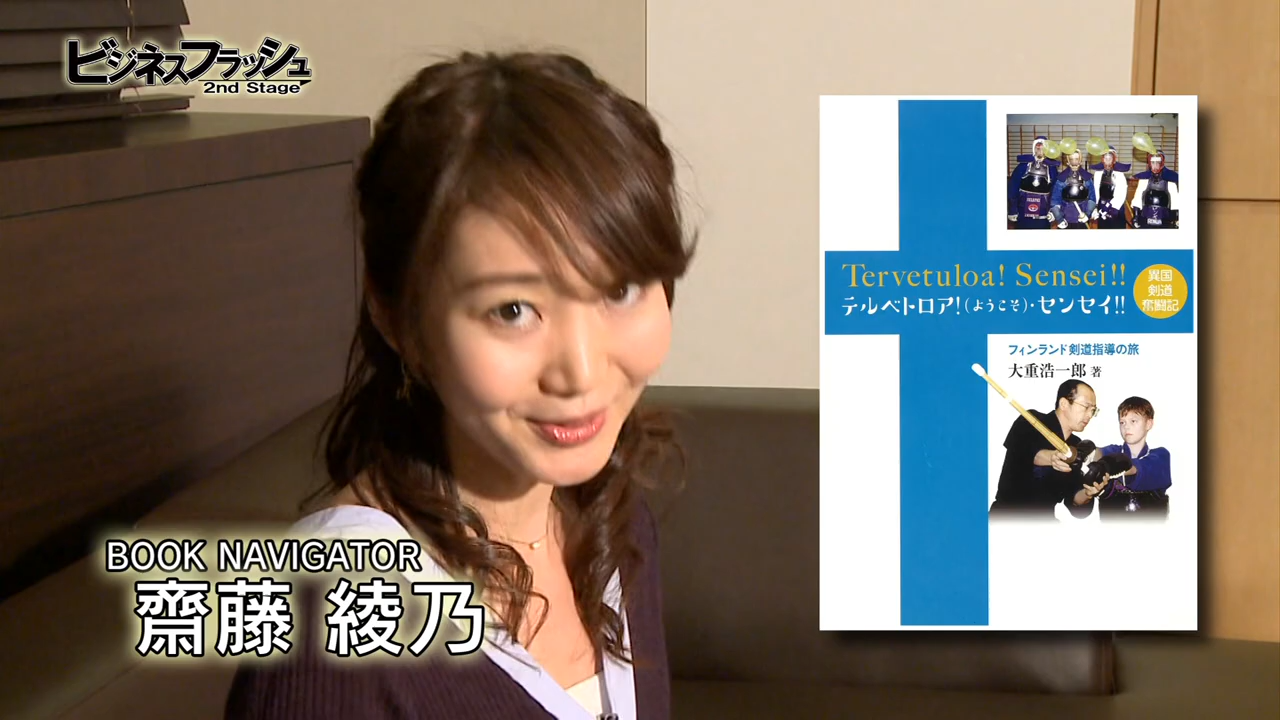 ビジネスフラッシュ
2nd Stage
Tervetuloa! Sensei!!
テルベトロア!(ようこそ)・センセイ!!
異国
剣道
奮闘記
フィンランド剣道指導の旅
大重浩一郎 著
BOOK NAVIGATOR
齋藤 綾乃